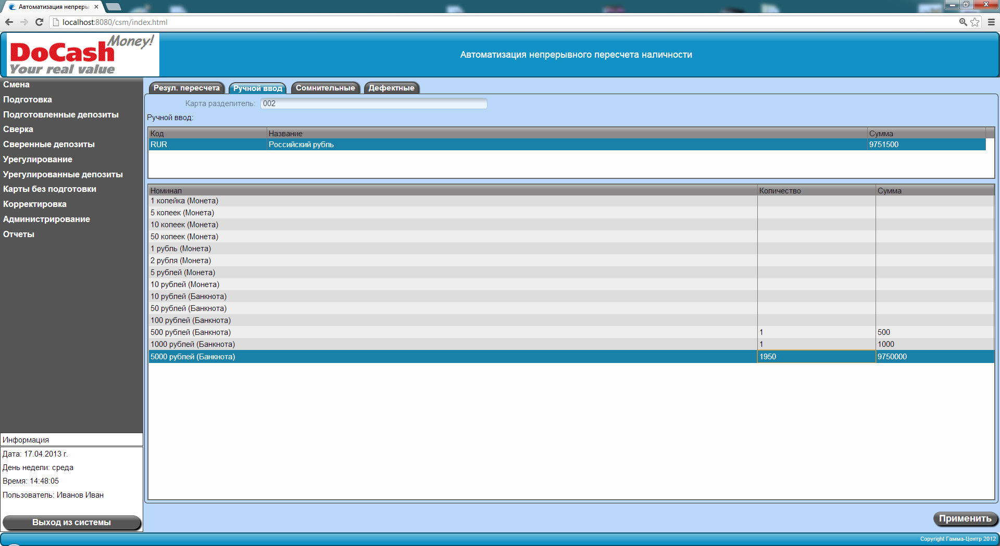 Автоматизация непреры
localhost:8080/csm/index.html
DoCash Money!
Your real value
Автоматизация непрерывного пересчета наличности
Смена
Подготовка
Подготовленные депозиты
Сверка
Сверенные депозиты
Урегулирование
Урегулированные депозиты
Карты без подготовки
Корректировка
Администрирование
Отчеты
Информация
Дата: 17.04.2013 г.
День недели: среда
Время: 14:48:05
Пользователь: Иванов Иван
Выход из системы
Резул. пересчета Ручной ввод Сомнительные Дефектные
Карта разделитель: 002
Ручной ввод:
Код Название Сумма
RUR Российский рубль 9751500
Номинал Количество Сумма
1 копейка (Монета)
5 копеек (Монета)
10 копеек (Монета)
50 копеек (Монета)
1 рубль (Монета)
2 рубля (Монета)
5 рублей (Монета)
10 рублей (Монета)
10 рублей (Банкнота)
50 рублей (Банкнота)
100 рублей (Банкнота)
500 рублей (Банкнота) 1 500
1000 рублей (Банкнота) 1 1000
5000 рублей (Банкнота) 1950 9750000
Применить
Copyright Гамма-Центр 2012